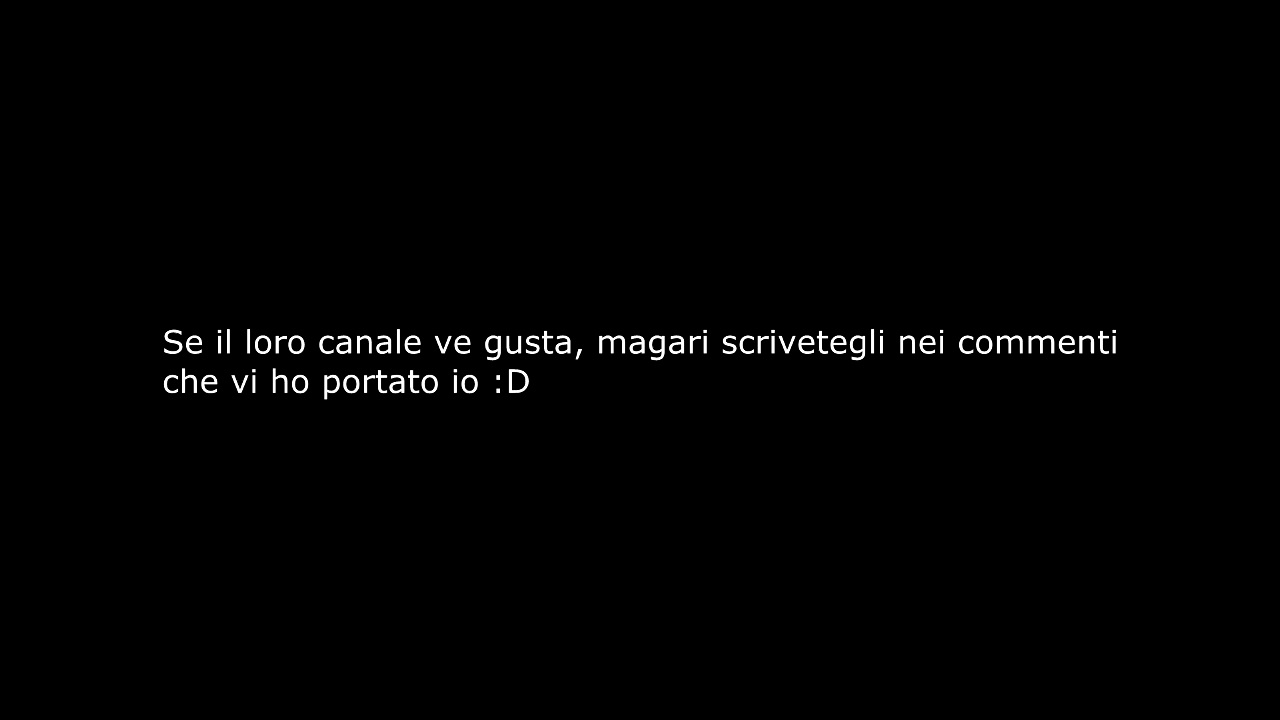 Se il loro canale ve gusta, magari scrivetegli nei commenti
che vi ho portato io :D